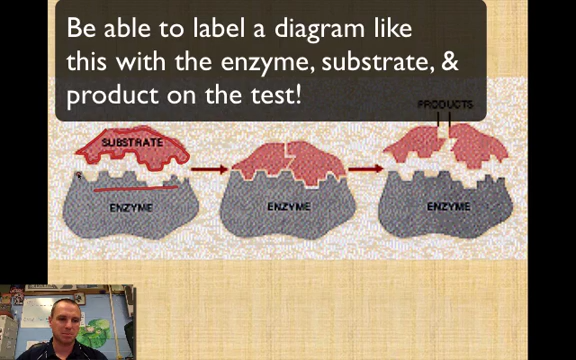 Be able to label a diagram like
this with the enzyme, substrate, &
product on the test!
PRODUCTS
SUBSTRATE
ENZYME
ENZYME
ENZYME